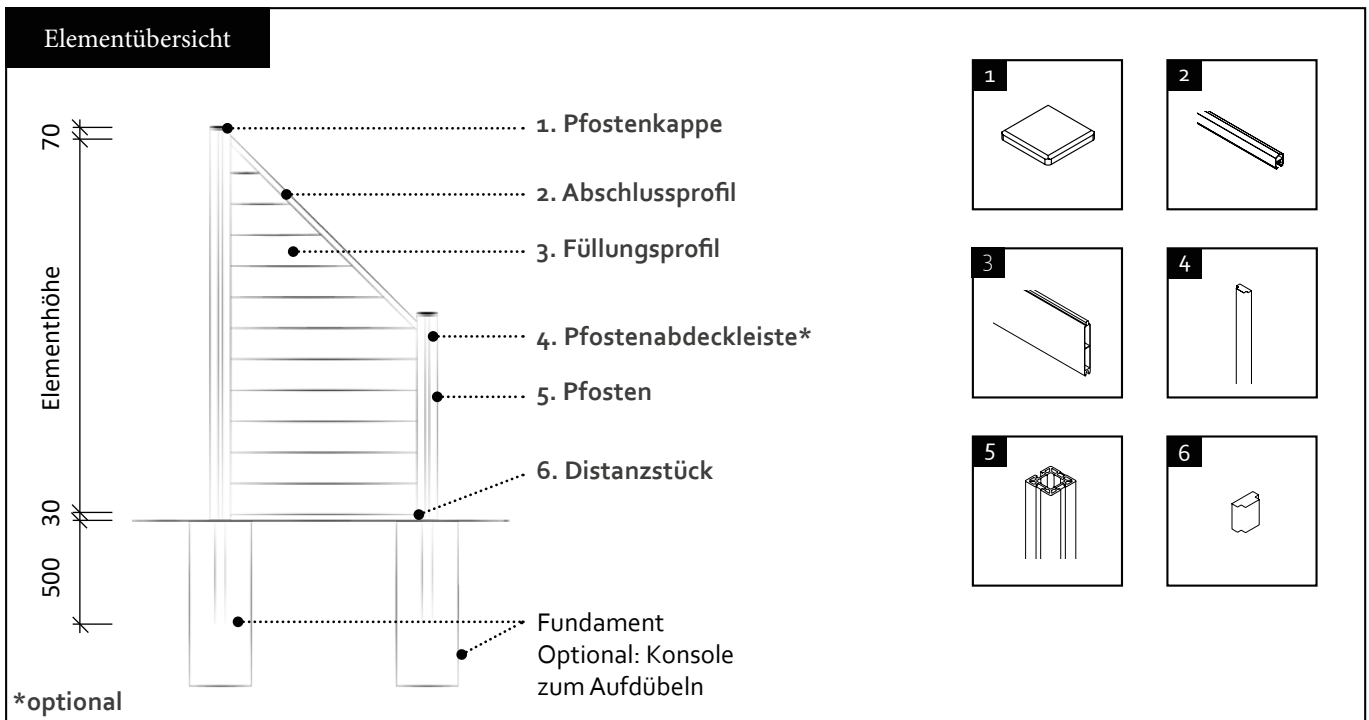 Elementübersicht
70
Elementhöhe
30
500
1. Pfostenkappe
2. Abschlussprofil
3. Füllungsprofil
4. Pfostenabdeckleiste*
5. Pfosten
6. Distanzstück
Fundament
Optional: Konsole
zum Aufdübeln
*optional
1
2
3
4
5
6